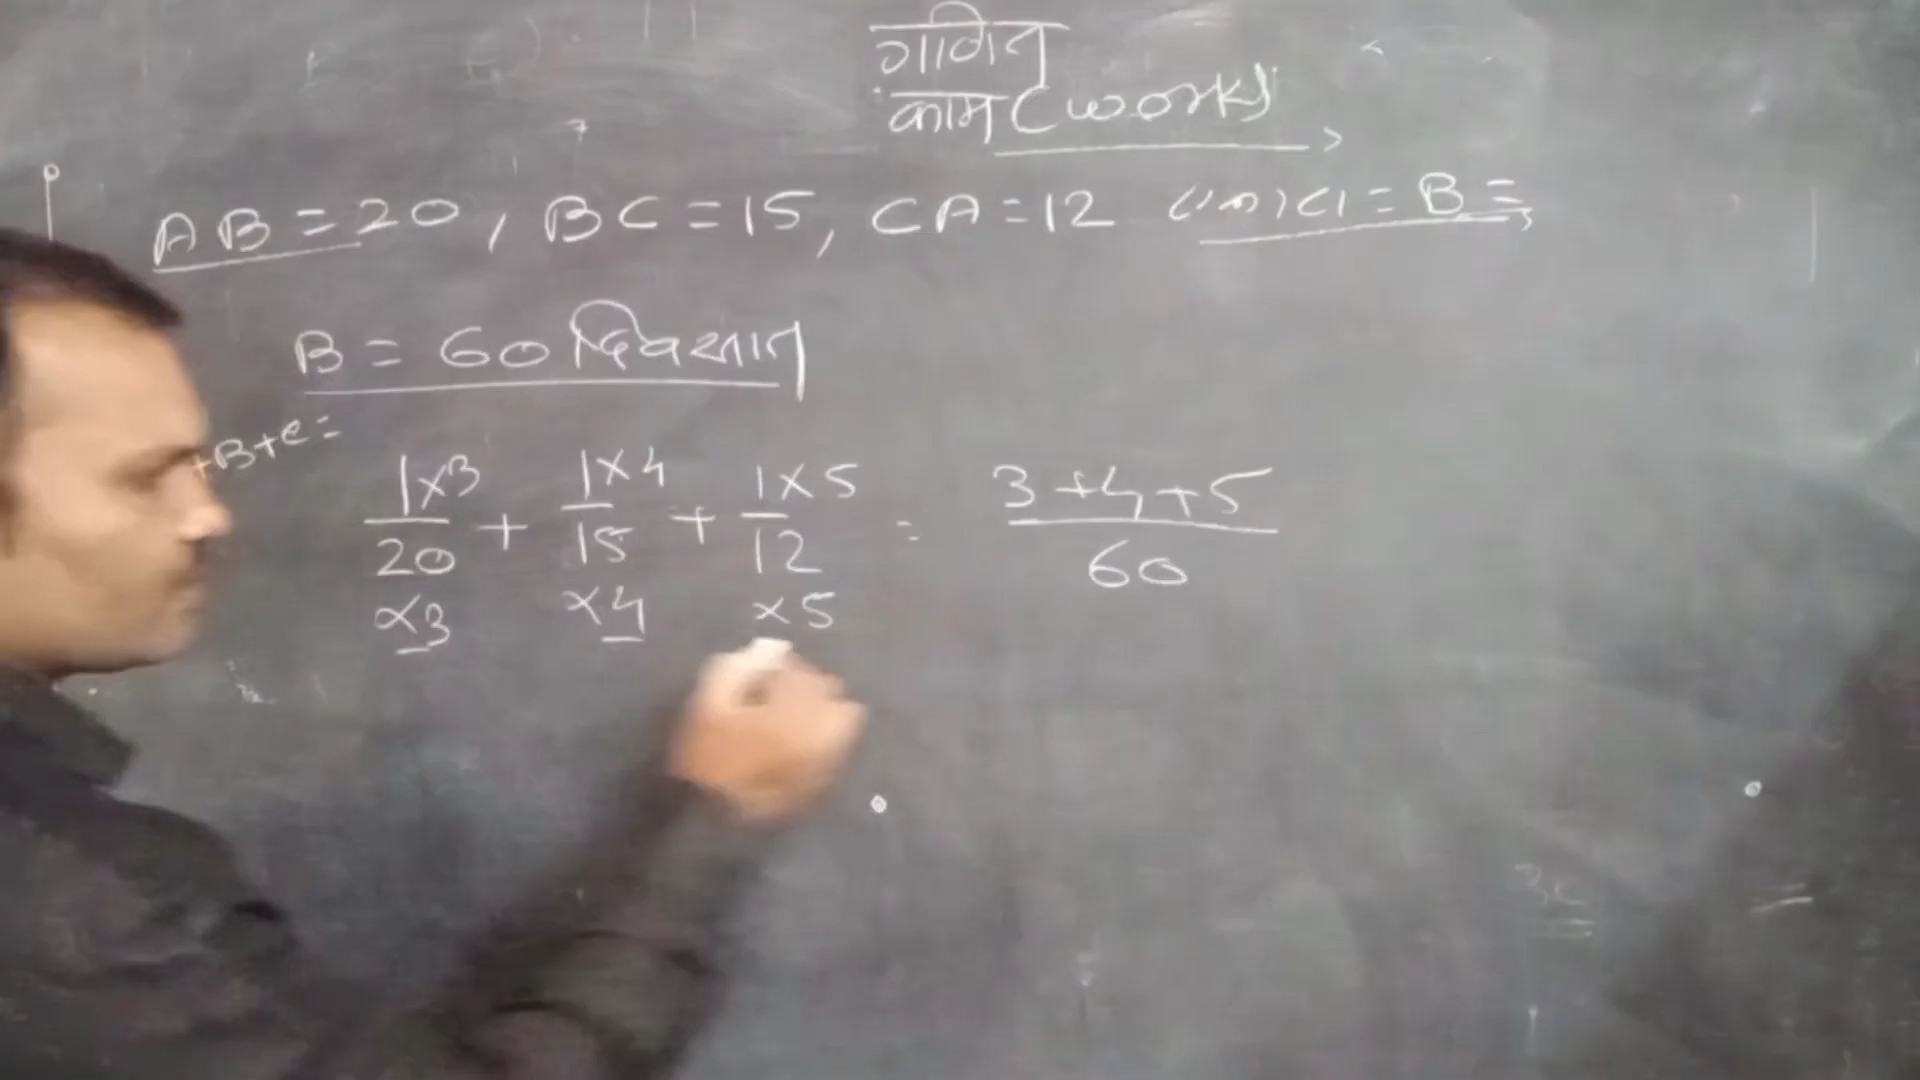 गणित
काम (work)
AB = 20, BC = 15, CA = 12 = B =
B = 60 दिवसात
+B+C=
1×3 1×4 1×5 3+4+5
20 + 15 + 12 = 60
×3 ×4 ×5